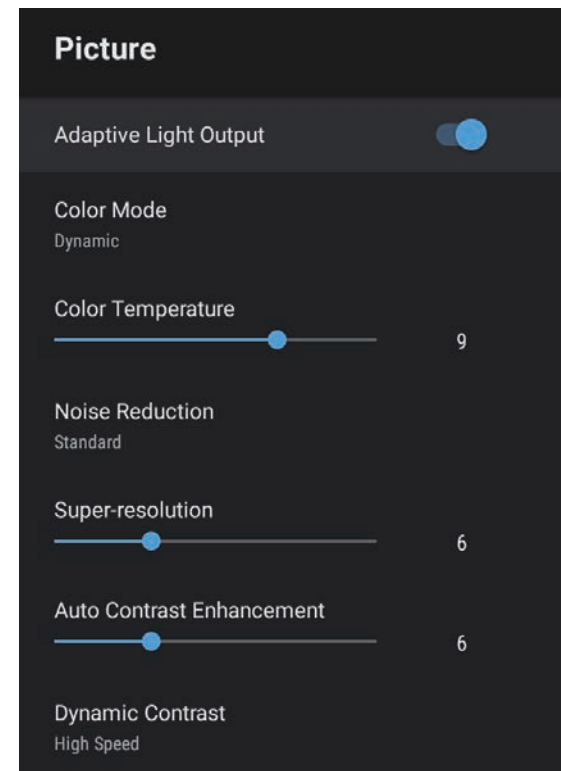 Picture
Adaptive Light Output
Color Mode
Dynamic
Color Temperature
9
Noise Reduction
Standard
Super-resolution
6
Auto Contrast Enhancement
6
Dynamic Contrast
High Speed